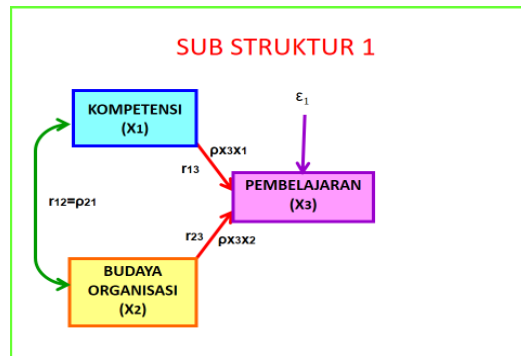 SUB STRUKTUR 1
ε1
KOMPETENSI
(X1)
ρx3x1
r13
PEMBELAJARAN
(X3)
r12=ρ21
r23
ρx3x2
BUDAYA
ORGANISASI
(X2)